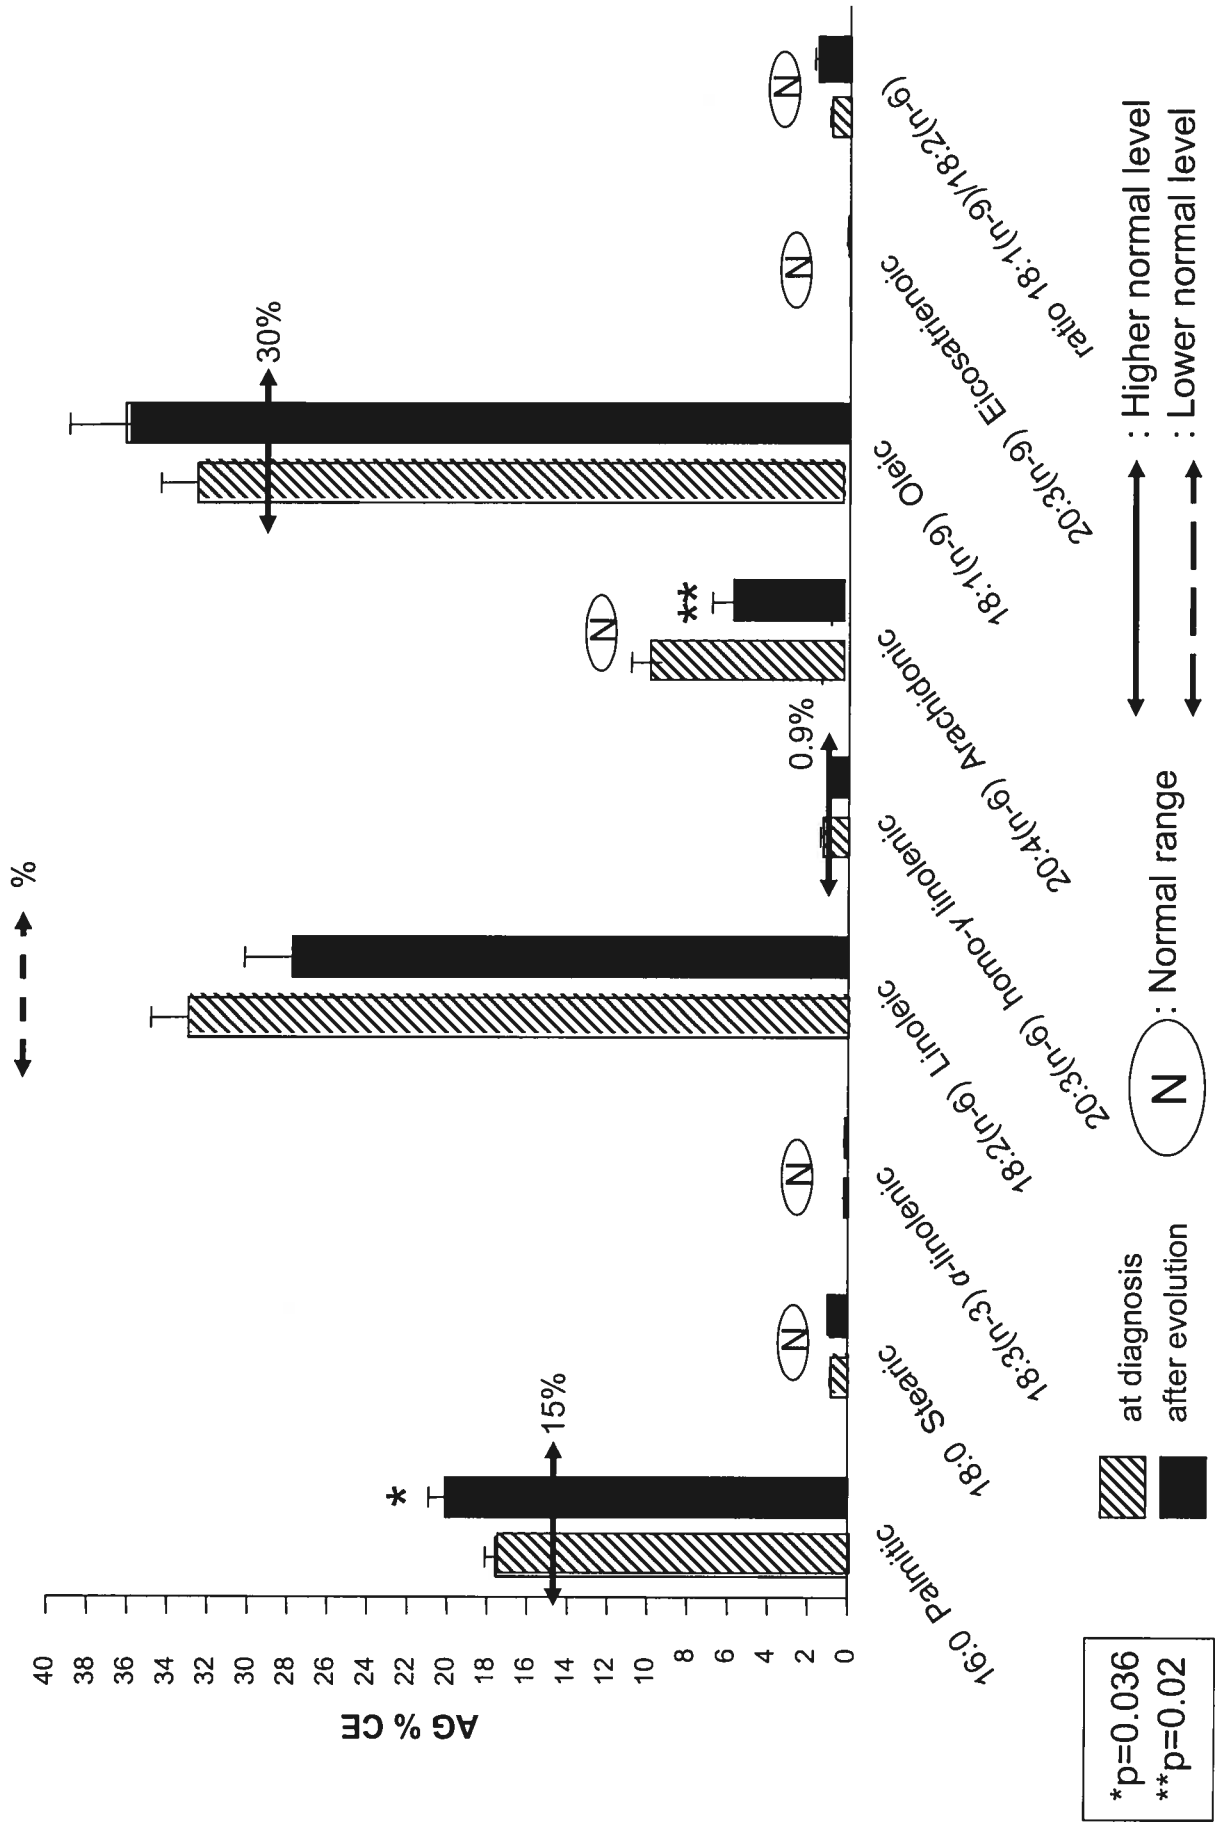 %
AG % CE
40
36
34
32
30
27
24
22
20
18
17
14
12
10
8
6
4
2
0
*
15%
N
N
0.9%
N
**
30%
N
N
16:0 Palmitic
18:0 Stearic
18:3(n-3) α-linolenic
18:2(n-6) Linoleic
20:3(n-6) homo-γ linolenic
20:4(n-6) Arachidonic
18:1(n-9) Oleic
20:3(n-9) Eicosatrienoic
ratio 18:1(n-9)/18:2(n-6)
*p=0.036
**p=0.02
at diagnosis
after evolution
N : Normal range
: Higher normal level
: Lower normal level